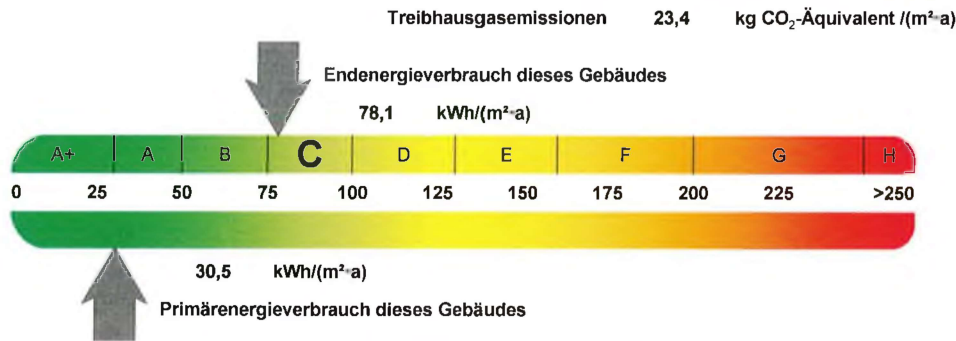 Treibhausgasemissionen 23,4 kg CO₂-Äquivalent /(m²·a)
Endenergieverbrauch dieses Gebäudes
78,1 kWh/(m²·a)
A+ A B C D E F G H
0 25 50 75 100 125 150 175 200 225 >250
30,5 kWh/(m²·a)
Primärenergieverbrauch dieses Gebäudes